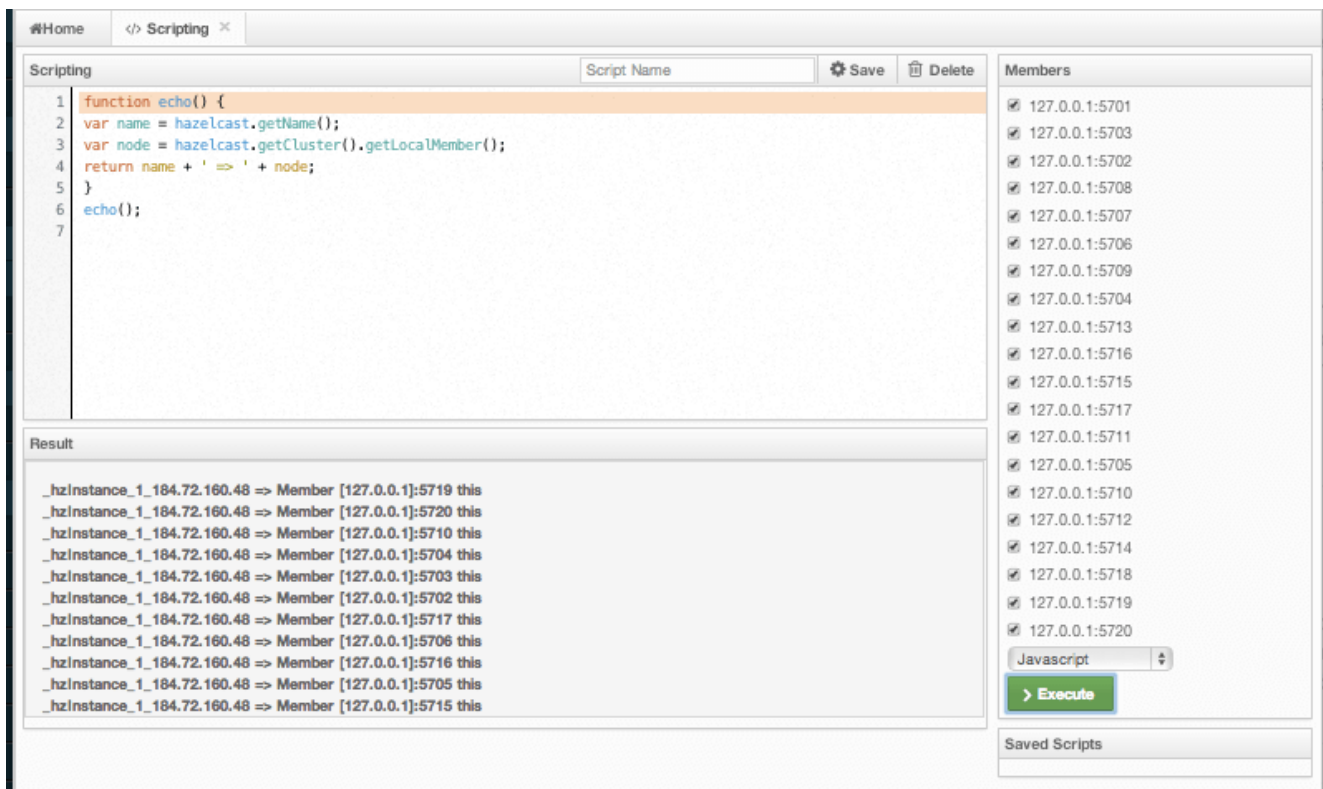 Home
</> Scripting ×
Scripting
Script Name
Save
Delete
1 function echo() {
2 var name = hazelcast.getName();
3 var node = hazelcast.getCluster().getLocalMember();
4 return name + ' => ' + node;
5 }
6 echo();
7
Result
_hzInstance_1_184.72.160.48 => Member [127.0.0.1]:5719 this
_hzInstance_1_184.72.160.48 => Member [127.0.0.1]:5720 this
_hzInstance_1_184.72.160.48 => Member [127.0.0.1]:5710 this
_hzInstance_1_184.72.160.48 => Member [127.0.0.1]:5704 this
_hzInstance_1_184.72.160.48 => Member [127.0.0.1]:5703 this
_hzInstance_1_184.72.160.48 => Member [127.0.0.1]:5702 this
_hzInstance_1_184.72.160.48 => Member [127.0.0.1]:5717 this
_hzInstance_1_184.72.160.48 => Member [127.0.0.1]:5706 this
_hzInstance_1_184.72.160.48 => Member [127.0.0.1]:5716 this
_hzInstance_1_184.72.160.48 => Member [127.0.0.1]:5705 this
_hzInstance_1_184.72.160.48 => Member [127.0.0.1]:5715 this
Members
127.0.0.1:5701
127.0.0.1:5703
127.0.0.1:5702
127.0.0.1:5708
127.0.0.1:5707
127.0.0.1:5706
127.0.0.1:5709
127.0.0.1:5704
127.0.0.1:5713
127.0.0.1:5716
127.0.0.1:5715
127.0.0.1:5717
127.0.0.1:5711
127.0.0.1:5705
127.0.0.1:5710
127.0.0.1:5712
127.0.0.1:5714
127.0.0.1:5718
127.0.0.1:5719
127.0.0.1:5720
Javascript
> Execute
Saved Scripts